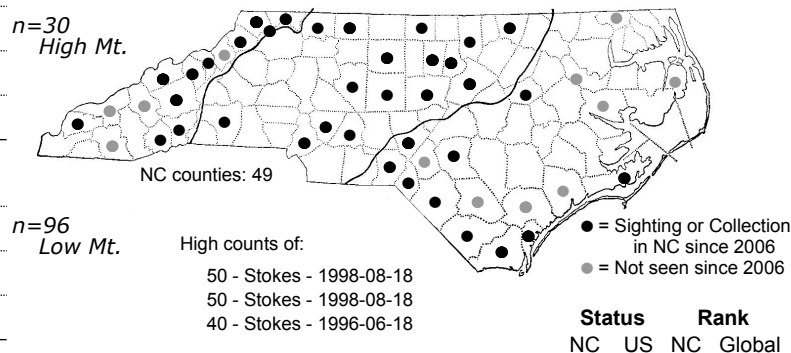 n=30
High Mt.
NC counties: 49
n=96
Low Mt.
High counts of:
50 - Stokes - 1998-08-18
50 - Stokes - 1998-08-18
40 - Stokes - 1996-06-18
= Sighting or Collection
in NC since 2006
= Not seen since 2006
Status Rank
NC US NC Global